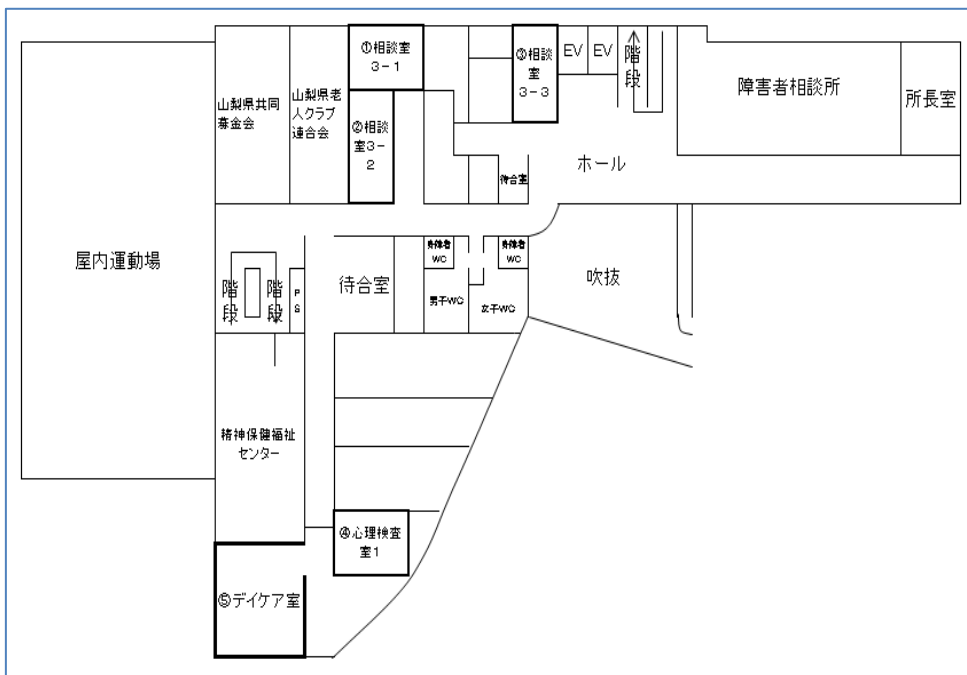 ①相談室
3-1
③相談
室
3-3
EV
EV
階段
障害者相談所
所長室
山梨県共同
募金会
山梨県老
人クラブ
連合会
②相談
室3-
2
待合室
ホール
屋内運動場
階段
階段
PS
待合室
身障者
WC
身障者
WC
男子WC
女子WC
吹抜
精神保健福祉
センター
④心理検査
室1
⑤デイケア室